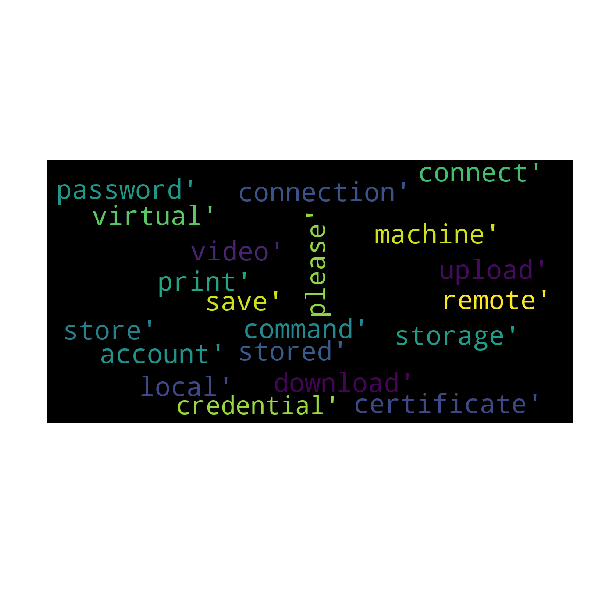 connect'
password'
connection'
virtual'
please'
machine'
video'
upload'
print'
save'
remote'
store'
command'
storage'
account'
stored'
local'
download'
credential'
certificate'